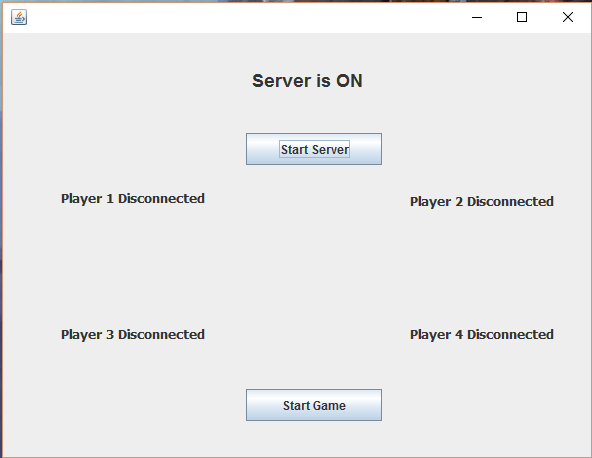 Server is ON
Start Server
Player 1 Disconnected
Player 2 Disconnected
Player 3 Disconnected
Player 4 Disconnected
Start Game